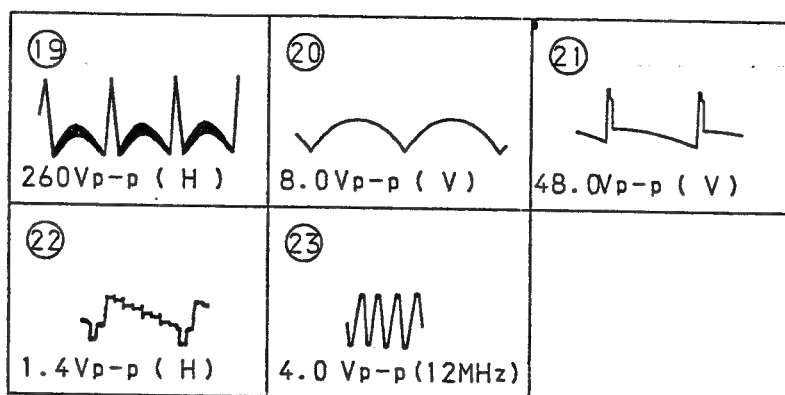 19 20 21
260Vp-p ( H ) 8.0Vp-p ( V ) 48.0Vp-p ( V )
22 23
1.4Vp-p ( H ) 4.0 Vp-p(12MHz)